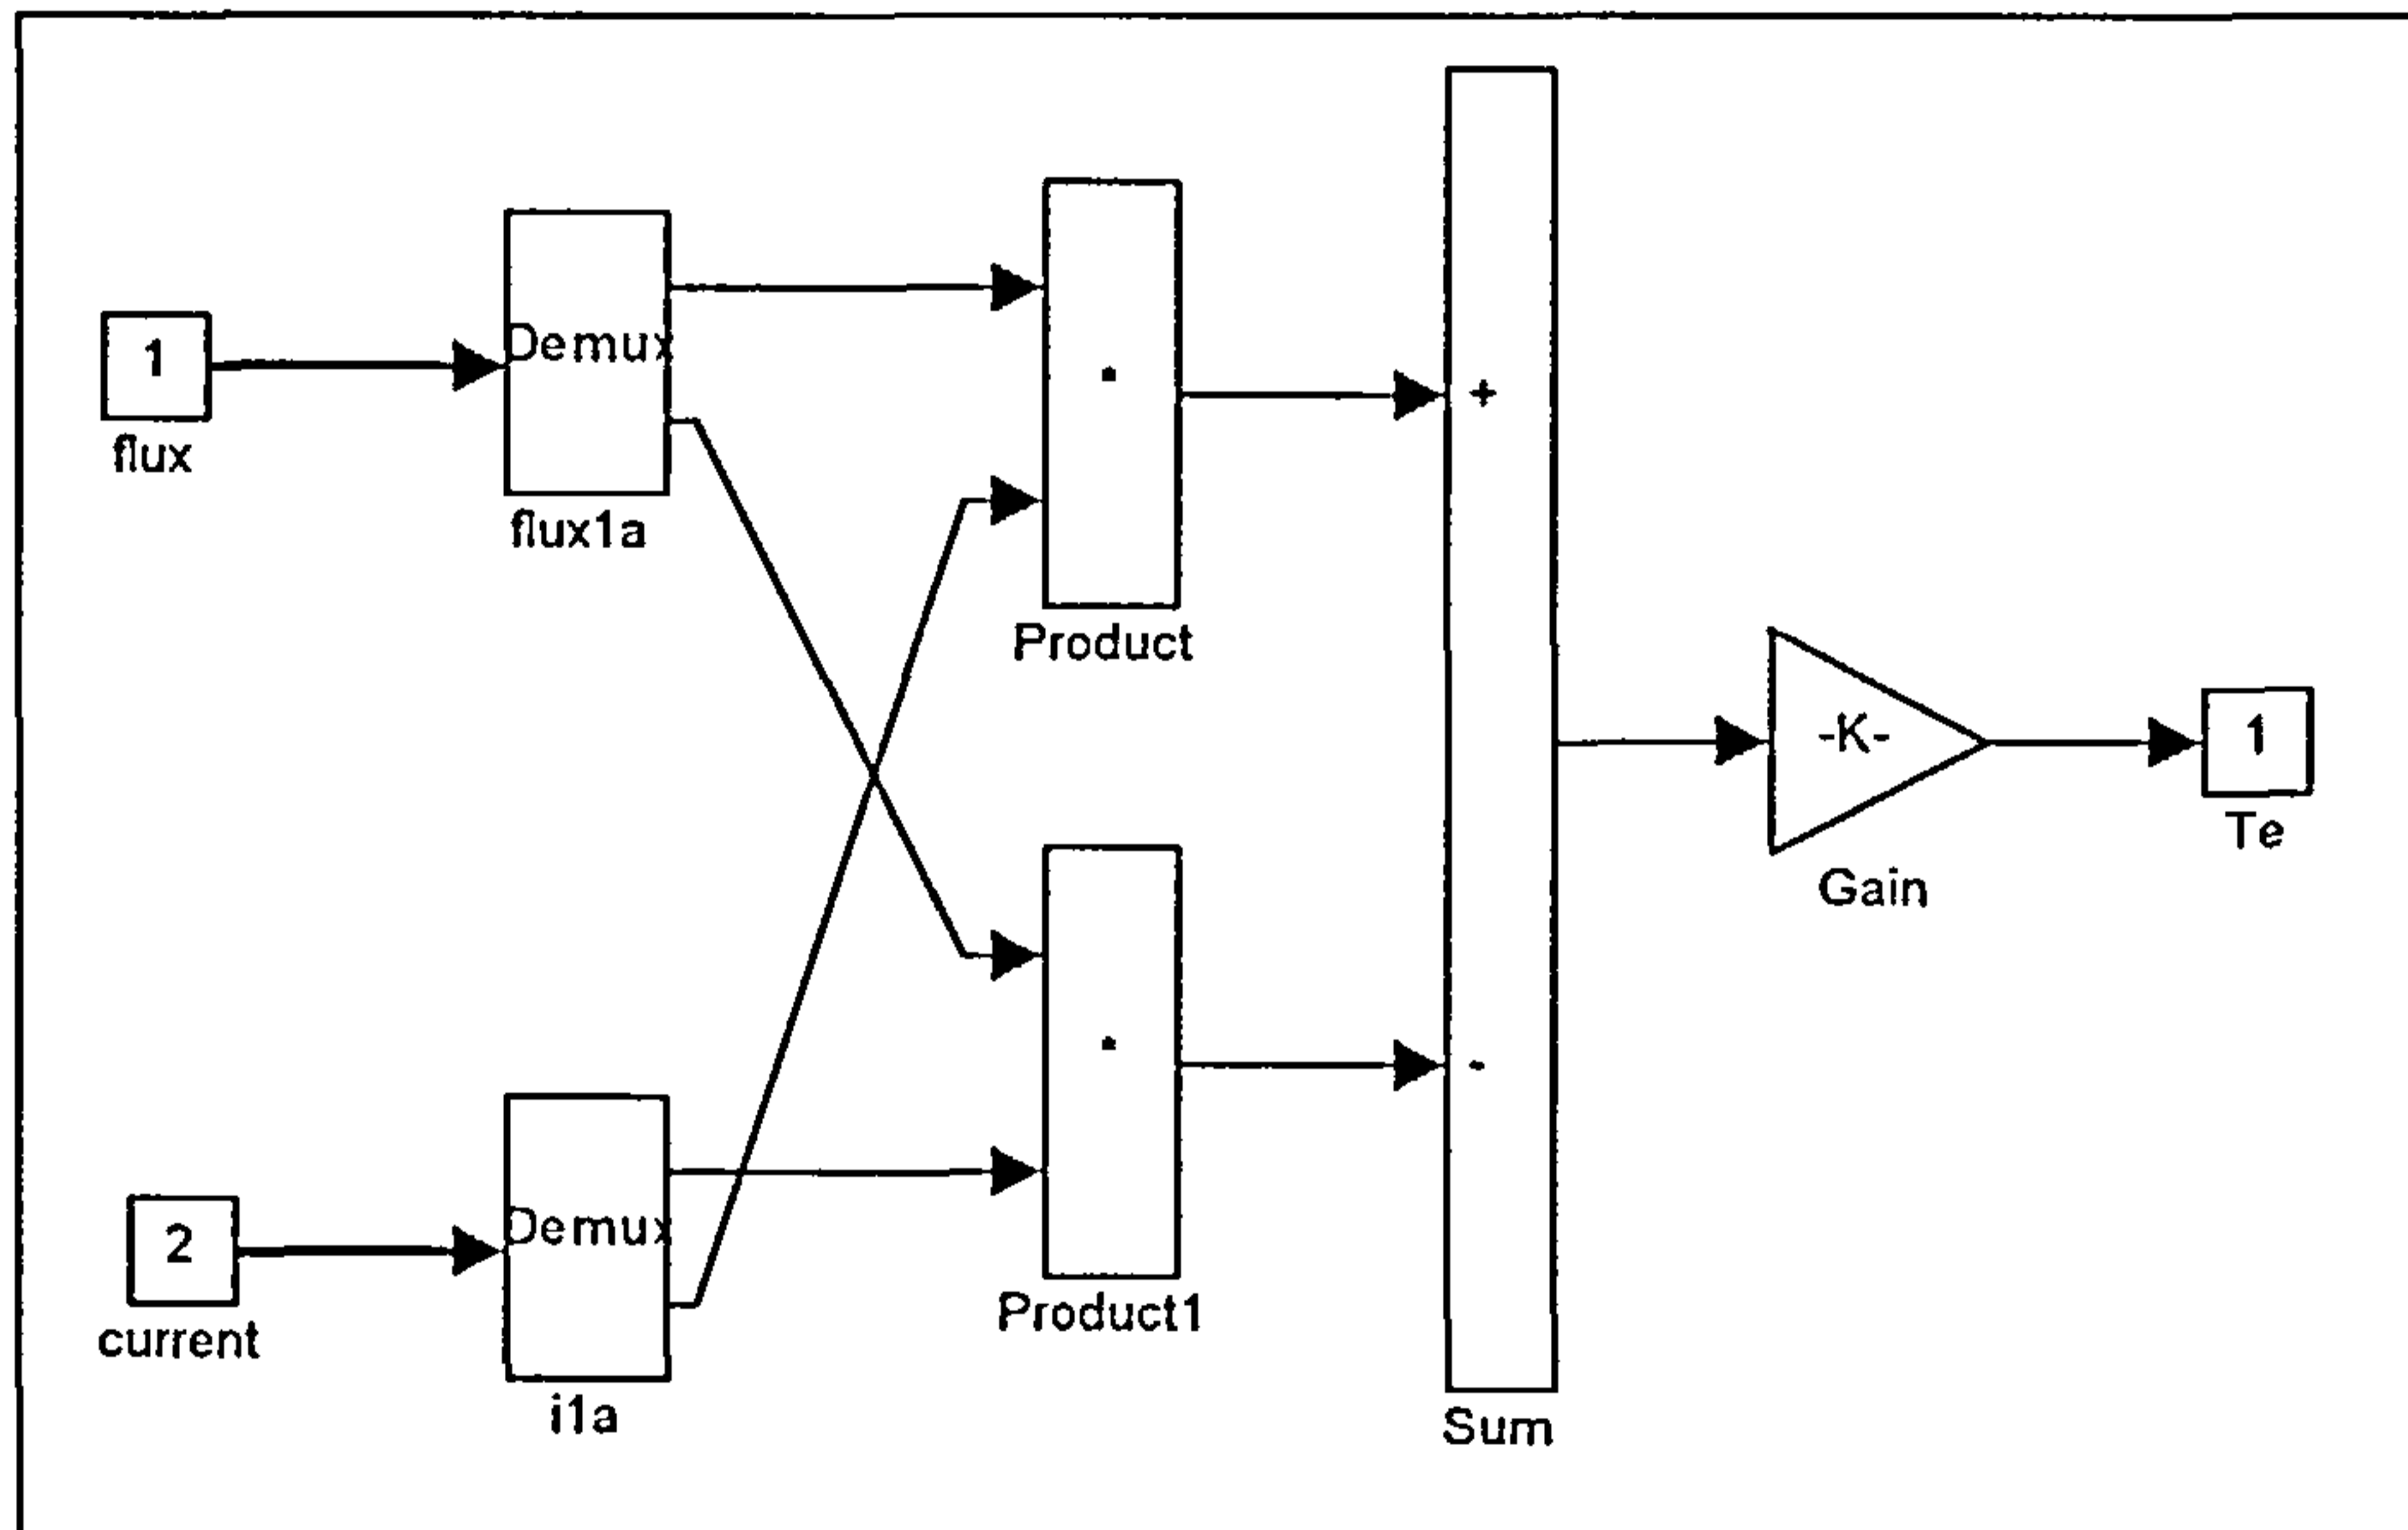 1
flux
Demux
flux1a
Product
+
-K-
Gain
1
Te
Demux
i1a
2
current
Product1
-
Sum